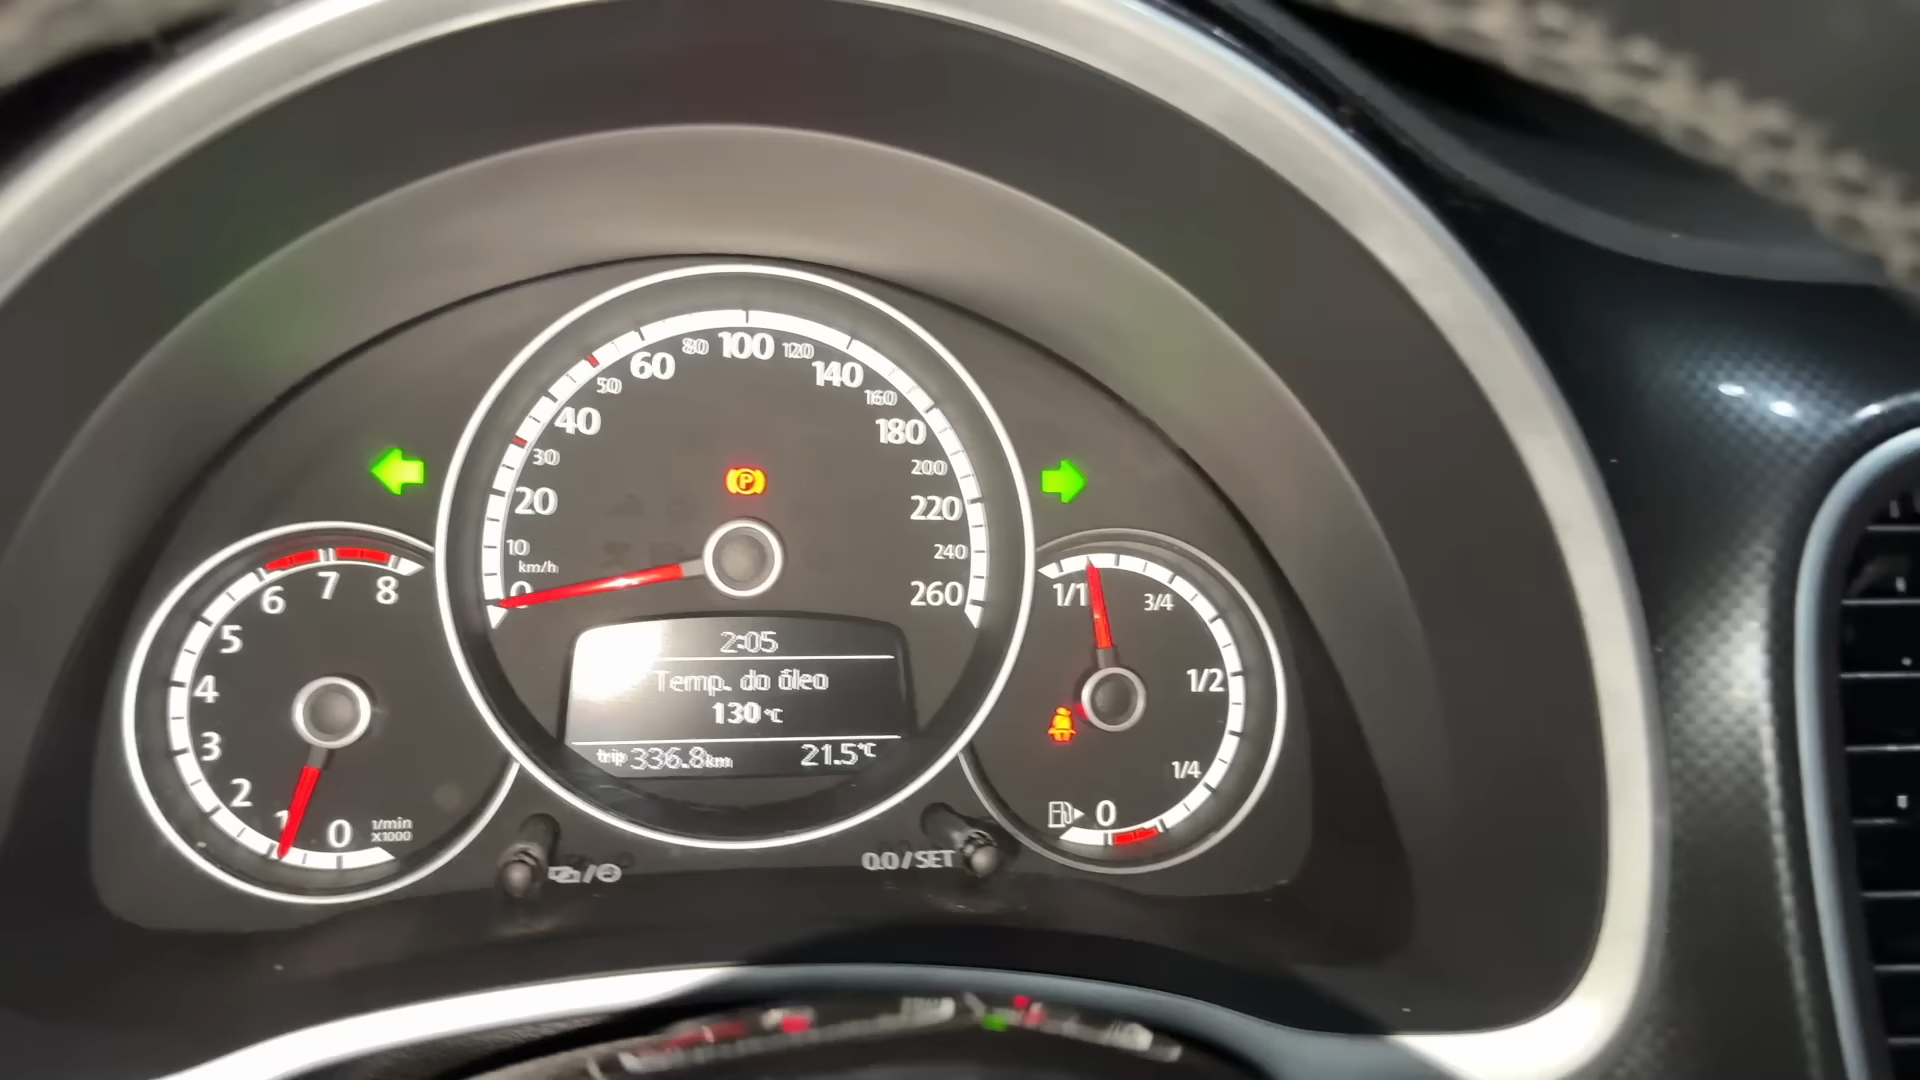 80 100 120
60 140
50 160
40 180
30 200
20 220
10 240
km/h
0 260
P
6 7 8
5
4
3
2
1 0 1/min
X1000
2:05
Temp. do óleo
130 °C
trip 336.8 km 21.5°C
1/1 3/4
1/2
1/4
0
0.0/SET